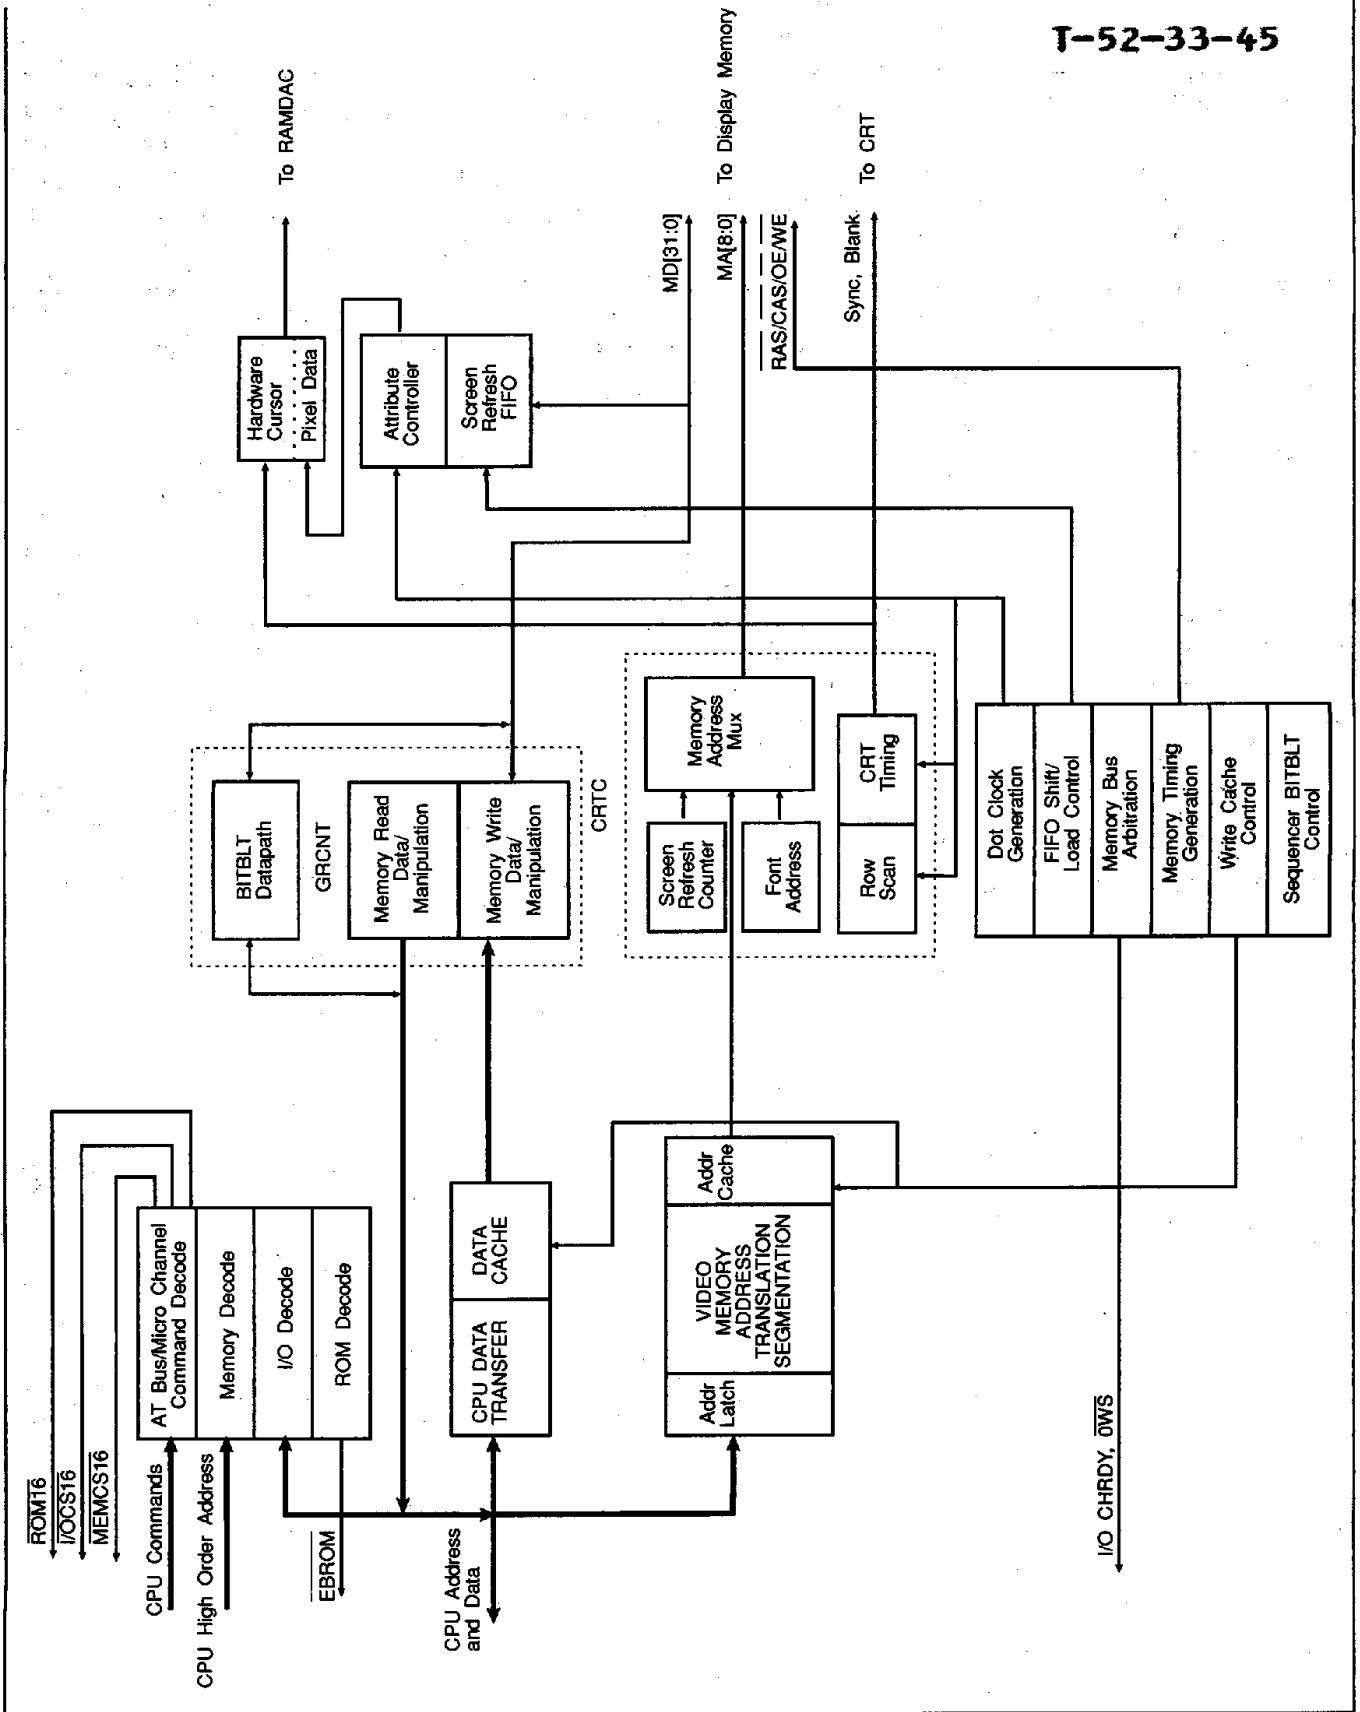 T-52-33-45
ROM16
I/OCS16
MEMCS16
CPU Commands
CPU High Order Address
EBROM
CPU Address
and Data
I/O CHRDY, 0WS
AT Bus/Micro Channel
Command Decode
Memory Decode
I/O Decode
ROM Decode
CPU DATA
TRANSFER
DATA
CACHE
Addr
Latch
VIDEO
MEMORY
ADDRESS
TRANSLATION
SEGMENTATION
Addr
Cache
BITBLT
Datapath
GRCNT
Memory Read
Data/
Manipulation
Memory Write
Data/
Manipulation
CRTC
Screen
Refresh
Counter
Font
Address
Memory
Address
Mux
Row
Scan
CRT
Timing
Dot Clock
Generation
FIFO Shift/
Load Control
Memory Bus
Arbitration
Memory Timing
Generation
Write Cache
Control
Sequencer BITBLT
Control
Hardware
Cursor
Pixel Data
Attribute
Controller
Screen
Refresh
FIFO
MD[31:0]
MA[8:0]
RAS/CAS/OE/WE
Sync, Blank
To RAMDAC
To Display Memory
To CRT